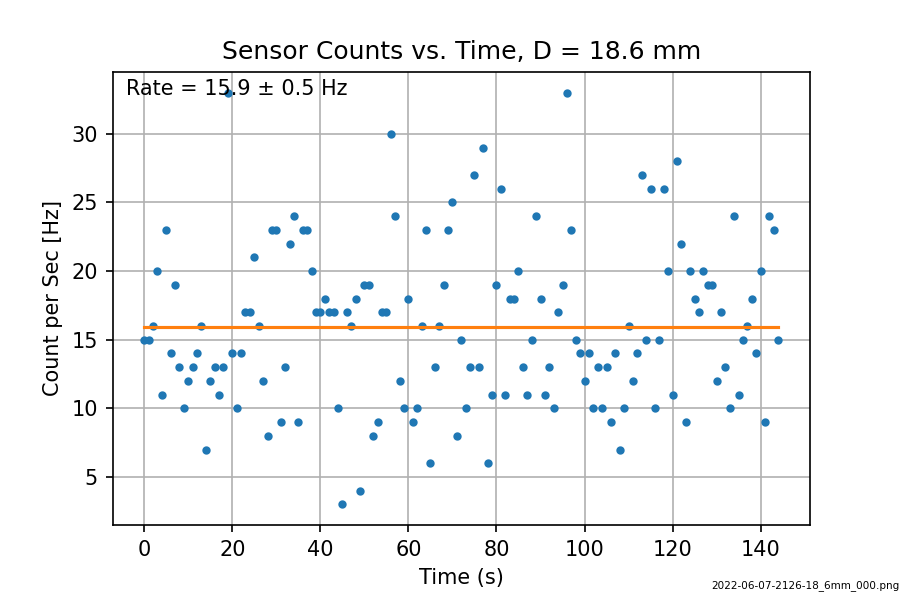 Sensor Counts vs. Time, D = 18.6 mm
Rate = 15.9 ± 0.5 Hz
30
25
20
15
10
5
Count per Sec [Hz]
0 20 40 60 80 100 120 140
Time (s)
2022-06-07-2126-18_6mm_000.png